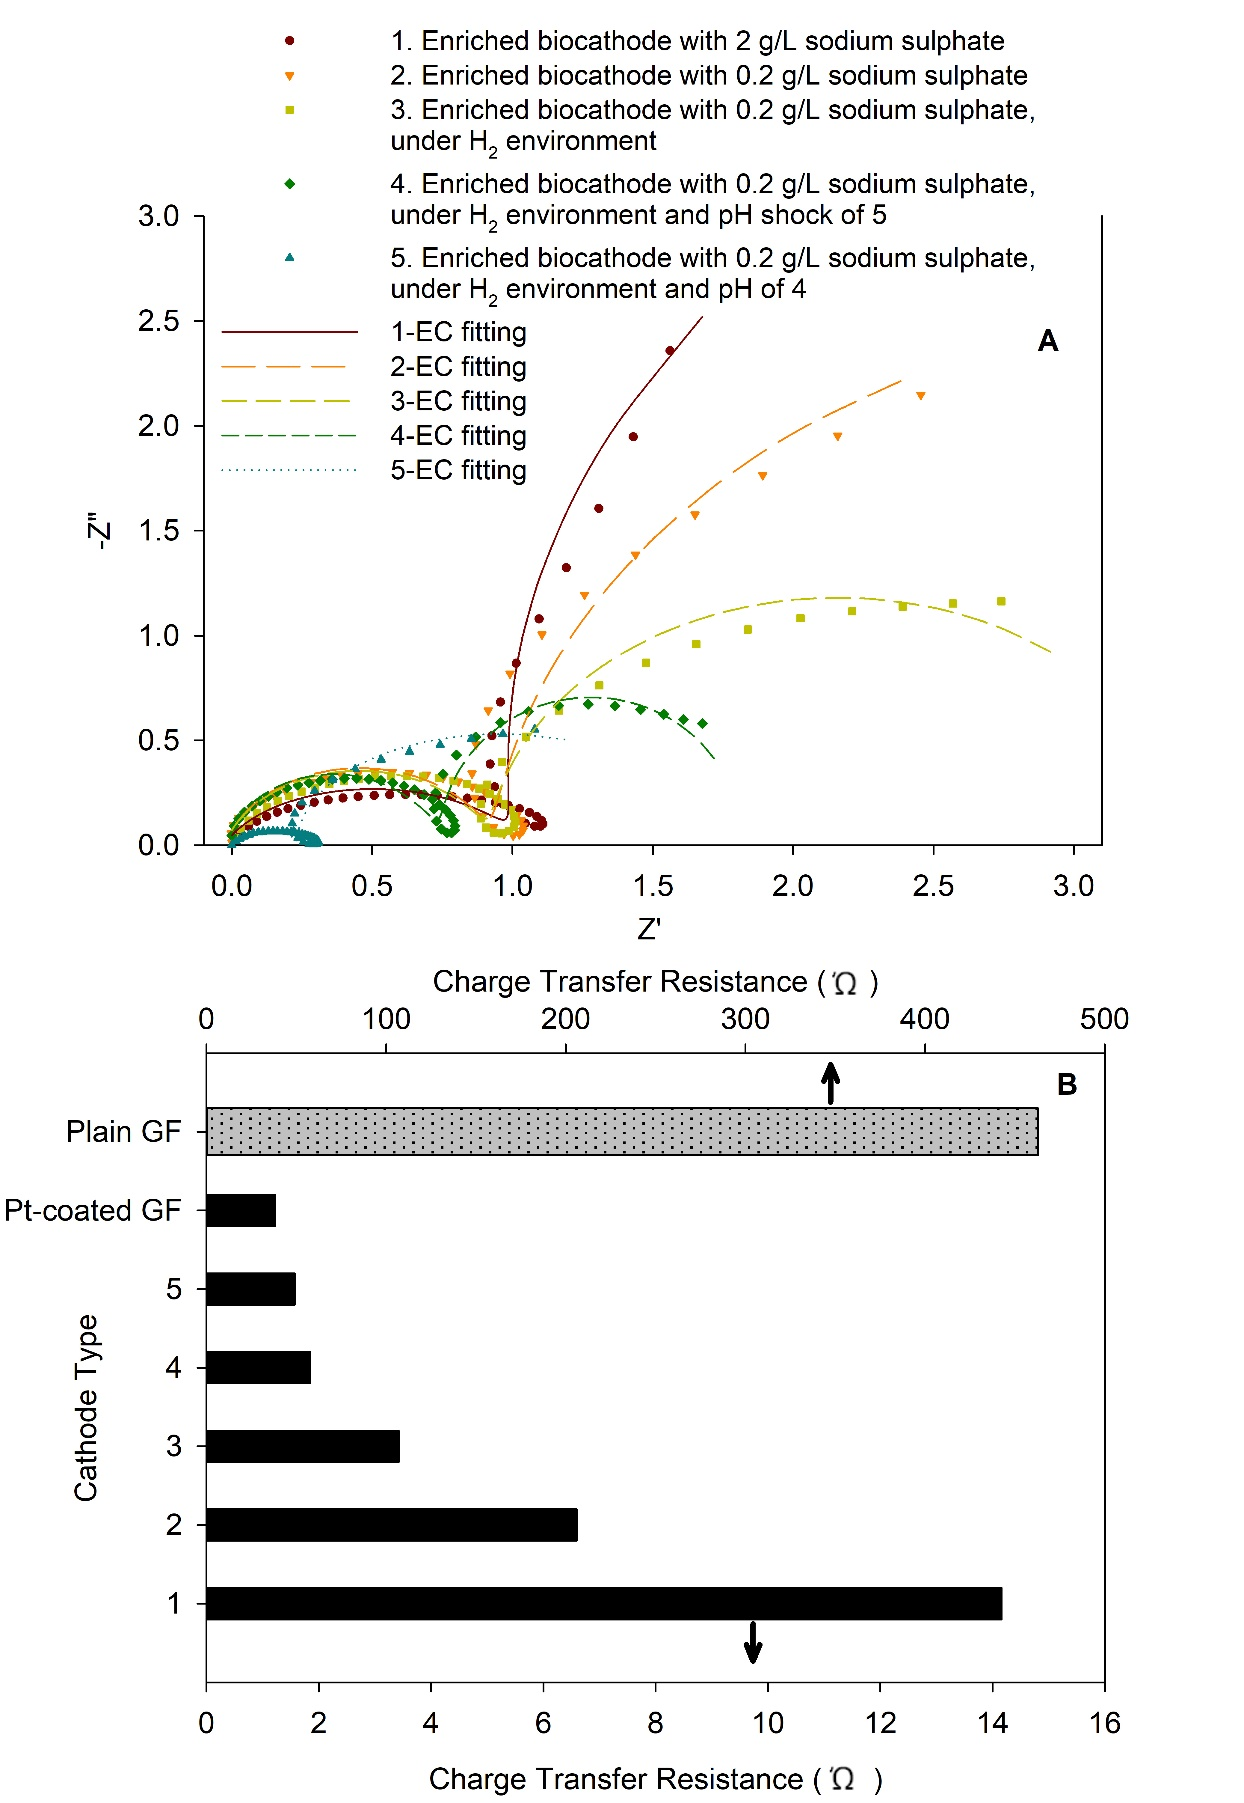 1. Enriched biocathode with 2 g/L sodium sulphate
2. Enriched biocathode with 0.2 g/L sodium sulphate
3. Enriched biocathode with 0.2 g/L sodium sulphate,
under H2 environment
4. Enriched biocathode with 0.2 g/L sodium sulphate,
under H2 environment and pH shock of 5
5. Enriched biocathode with 0.2 g/L sodium sulphate,
under H2 environment and pH of 4
1-EC fitting
2-EC fitting
3-EC fitting
4-EC fitting
5-EC fitting
A
3.0
2.5
2.0
1.5
1.0
0.5
0.0
-Z"
0.0 0.5 1.0 1.5 2.0 2.5 3.0
Z'
Charge Transfer Resistance ( Ω )
0 100 200 300 400 500
B
Plain GF
Pt-coated GF
5
4
3
2
1
Cathode Type
0 2 4 6 8 10 12 14 16
Charge Transfer Resistance ( Ω )